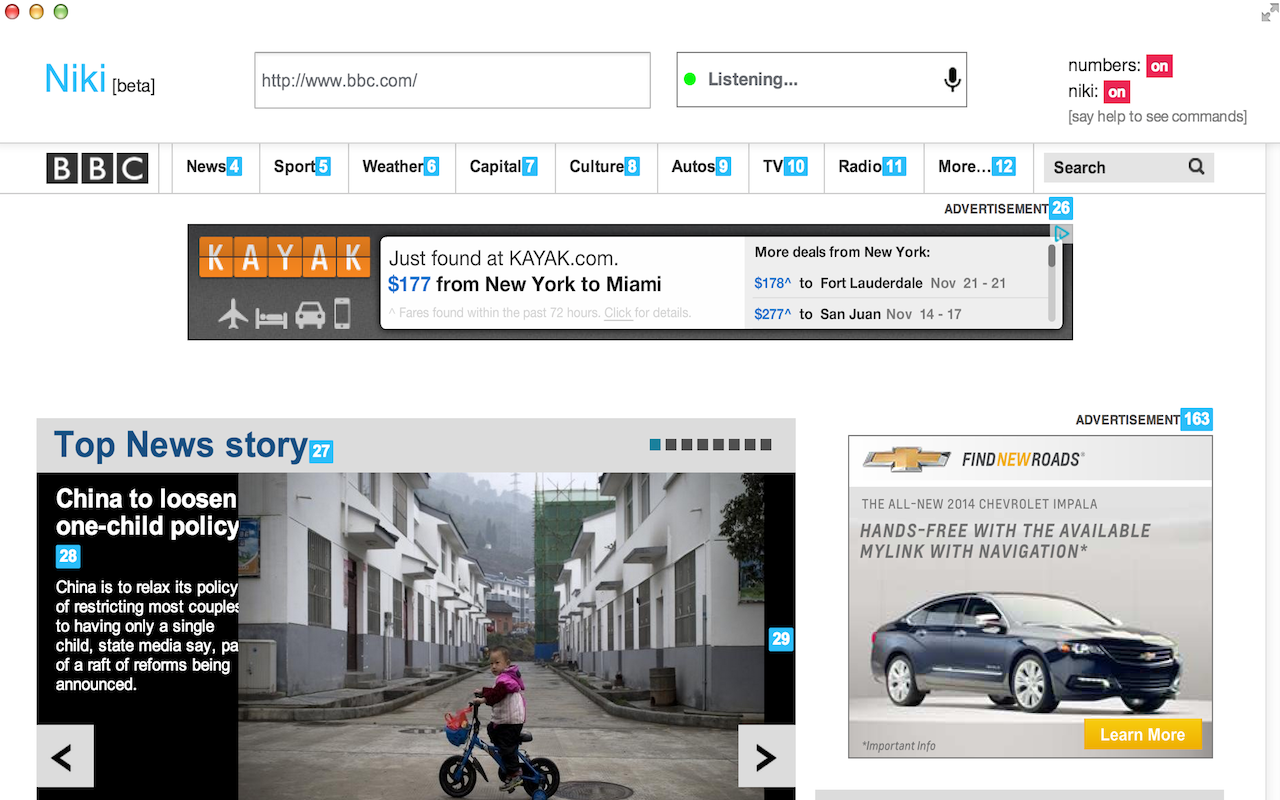 Niki [beta]
http://www.bbc.com/
Listening...
numbers: on
niki: on
[say help to see commands]
BBC
News 4
Sport 5
Weather 6
Capital 7
Culture 8
Autos 9
TV 10
Radio 11
More... 12
Search
ADVERTISEMENT 26
KAYAK
Just found at KAYAK.com.
$177 from New York to Miami
^ Fares found within the past 72 hours. Click for details.
More deals from New York:
$178^ to Fort Lauderdale Nov 21 - 21
$277^ to San Juan Nov 14 - 17
Top News story 27
China to loosen
one-child policy
28
China is to relax its policy
of restricting most couples
to having only a single
child, state media say, pa
of a raft of reforms being
announced.
29
<
>
ADVERTISEMENT 163
FIND NEW ROADS®
THE ALL-NEW 2014 CHEVROLET IMPALA
HANDS-FREE WITH THE AVAILABLE
MYLINK WITH NAVIGATION*
*Important Info
Learn More